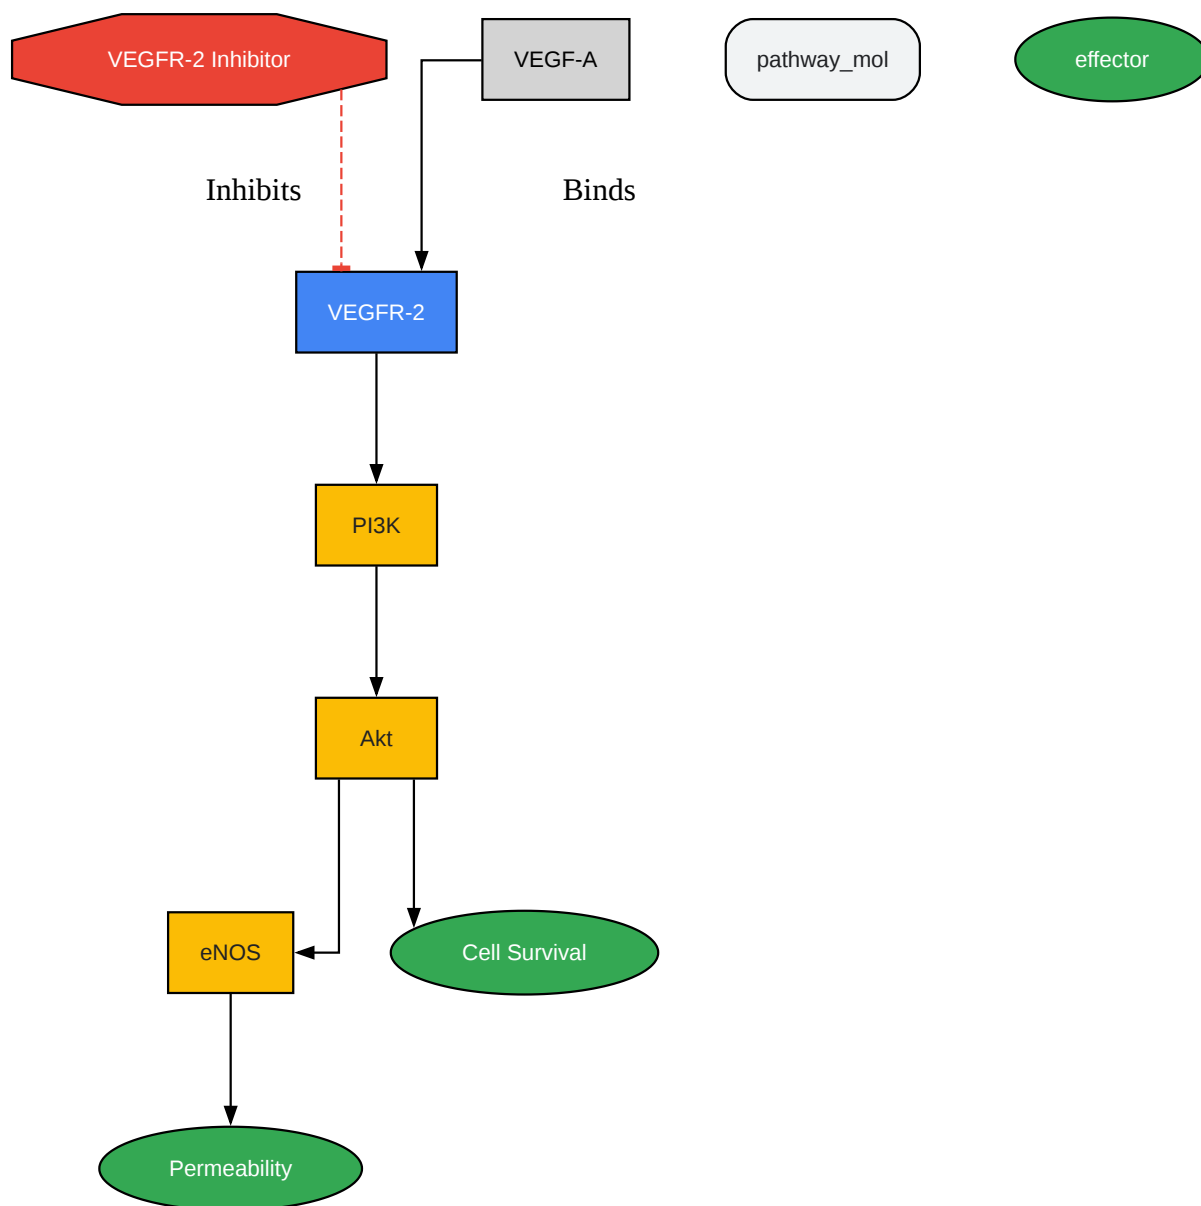 VEGFR-2 Inhibitor
VEGF-A
pathway_mol
effector
Inhibits
Binds
VEGFR-2
PI3K
Akt
eNOS
Cell Survival
Permeability